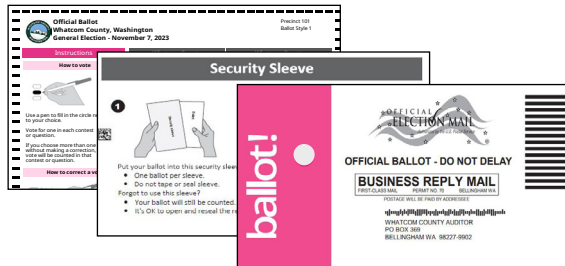 Official Ballot
Whatcom County, Washington
General Election - November 7, 2023
Precinct 101
Ballot Style 1
Instructions
How to vote
Use a pen to fill in the circle
to your choice.
Vote for one in each contest
or question.
If you choose more than one
without making a correction,
vote will be counted in that
contest or question.
How to correct a
Security Sleeve
1
Put your ballot into this security
• One ballot per sleeve.
• Do not tape or seal sleeve.
Forgot to use this sleeve?
• Your ballot will still be counted.
• It's OK to open and reseal the
ballot!
OFFICIAL
ELECTION MAIL
OFFICIAL BALLOT - DO NOT DELAY
BUSINESS REPLY MAIL
FIRST-CLASS MAIL PERMIT NO. 70 BELLINGHAM WA
POSTAGE WILL BE PAID BY ADDRESSEE
WHATCOM COUNTY AUDITOR
PO BOX 369
BELLINGHAM WA 98227-9902